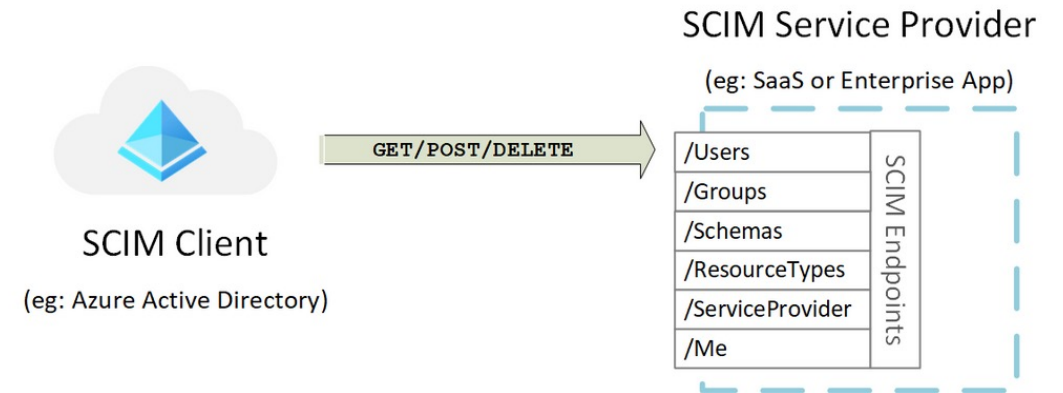 SCIM Service Provider
(eg: SaaS or Enterprise App)
GET/POST/DELETE
/Users
/Groups
/Schemas
/ResourceTypes
/ServiceProvider
/Me
SCIM Endpoints
SCIM Client
(eg: Azure Active Directory)